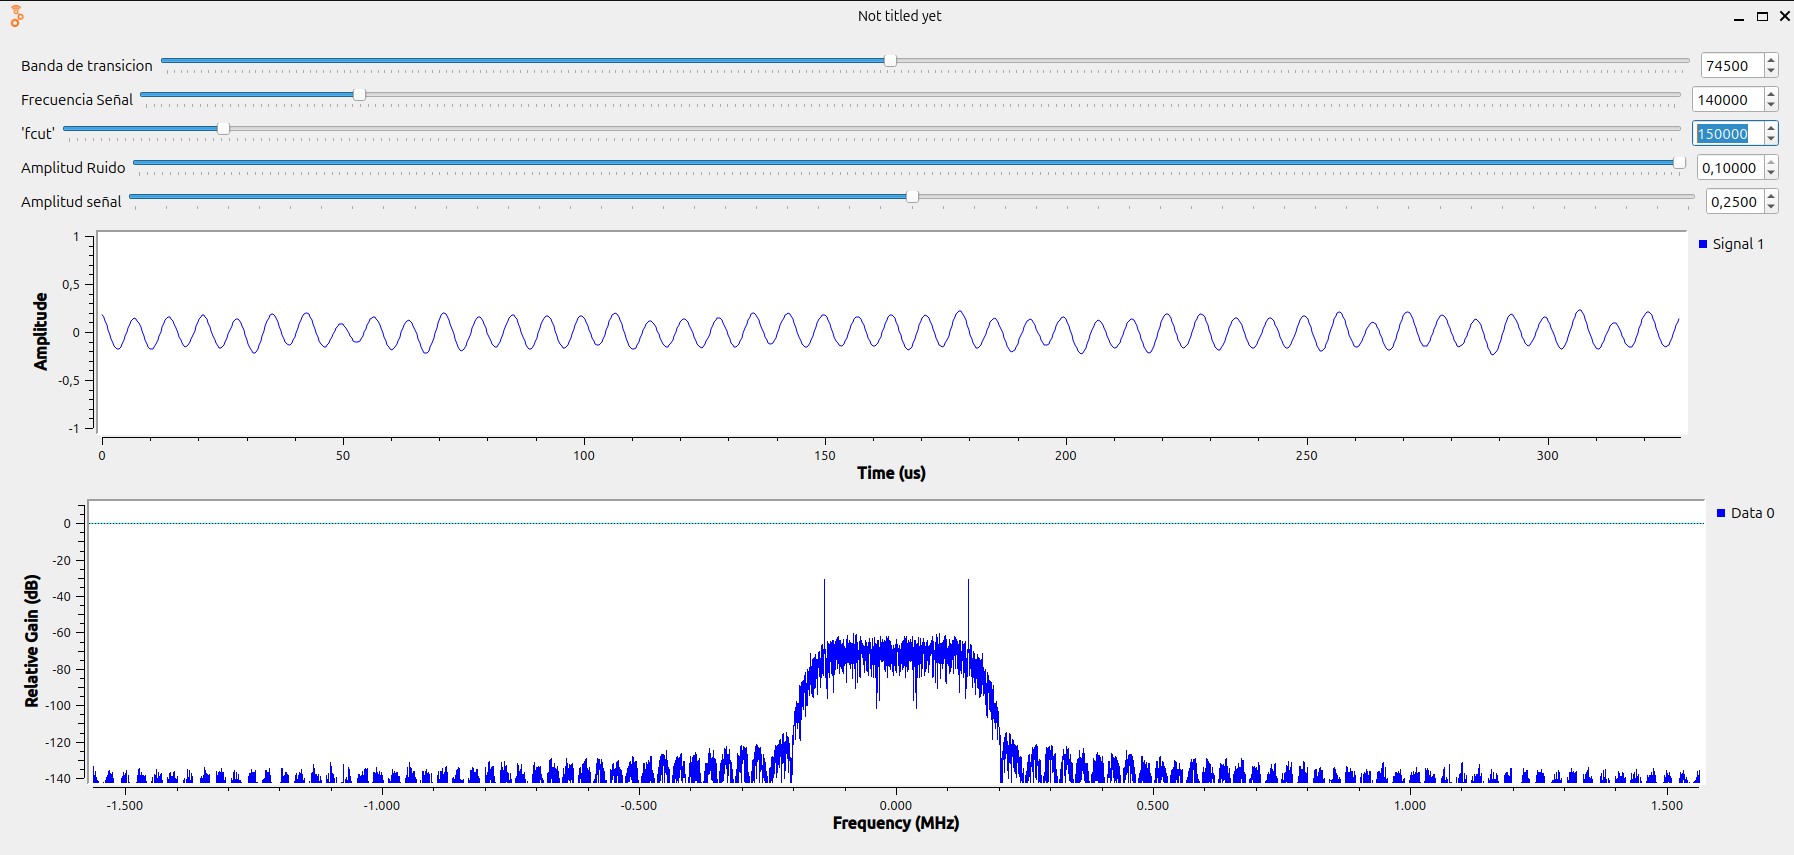 Not titled yet
Banda de transicion 74500
Frecuencia Señal 140000
'fcut' 150000
Amplitud Ruido 0,10000
Amplitud señal 0,2500
Signal 1
1
0,5
0
-0,5
-1
Amplitude
0 50 100 150 200 250 300
Time (us)
Data 0
0
-20
-40
-60
-80
-100
-120
-140
Relative Gain (dB)
-1.500 -1.000 -0.500 0.000 0.500 1.000 1.500
Frequency (MHz)